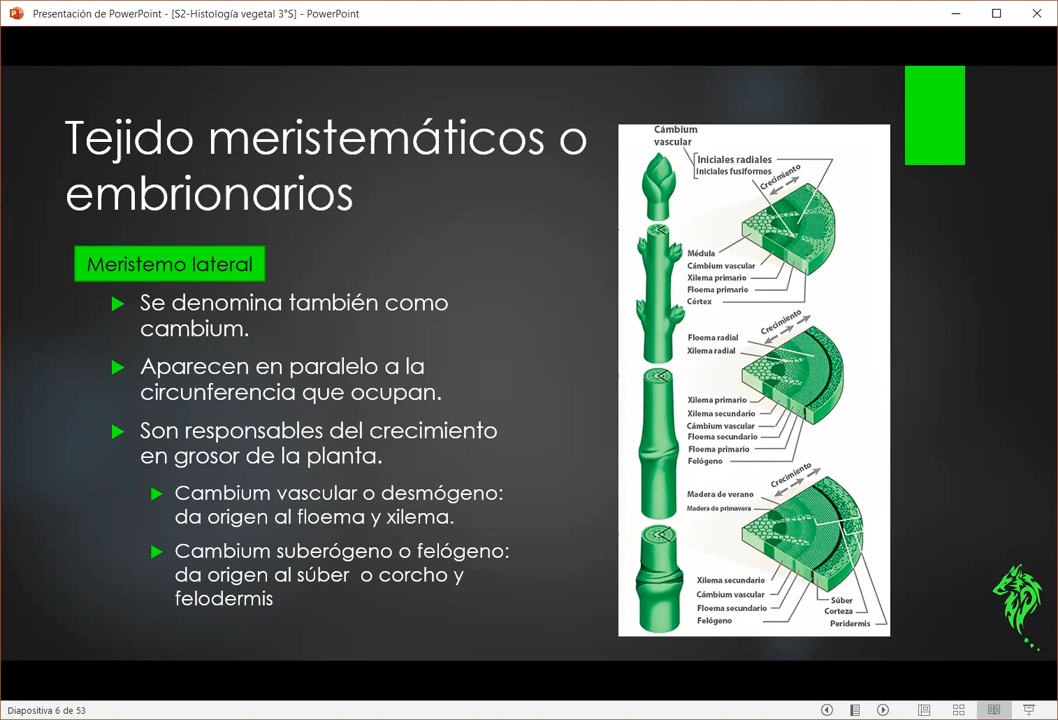 Presentación de PowerPoint - [S2-Histología vegetal 3°S] - PowerPoint
Tejido meristemáticos o
embrionarios
Meristemo lateral
Se denomina también como
cambium.
Aparecen en paralelo a la
circunferencia que ocupan.
Son responsables del crecimiento
en grosor de la planta.
Cambium vascular o desmógeno:
da origen al floema y xilema.
Cambium suberógeno o felógeno:
da origen al súber o corcho y
felodermis
Cámbium
vascular
Iniciales radiales
Iniciales fusiformes
Crecimiento
Médula
Cámbium vascular
Xilema primario
Floema primario
Córtex
Crecimiento
Floema radial
Xilema radial
Xilema primario
Xilema secundario
Cámbium vascular
Floema secundario
Floema primario
Felógeno
Crecimiento
Madera de verano
Madera de primavera
Xilema secundario
Cámbium vascular
Floema secundario
Felógeno
Súber
Corteza
Peridermis
Diapositiva 6 de 53